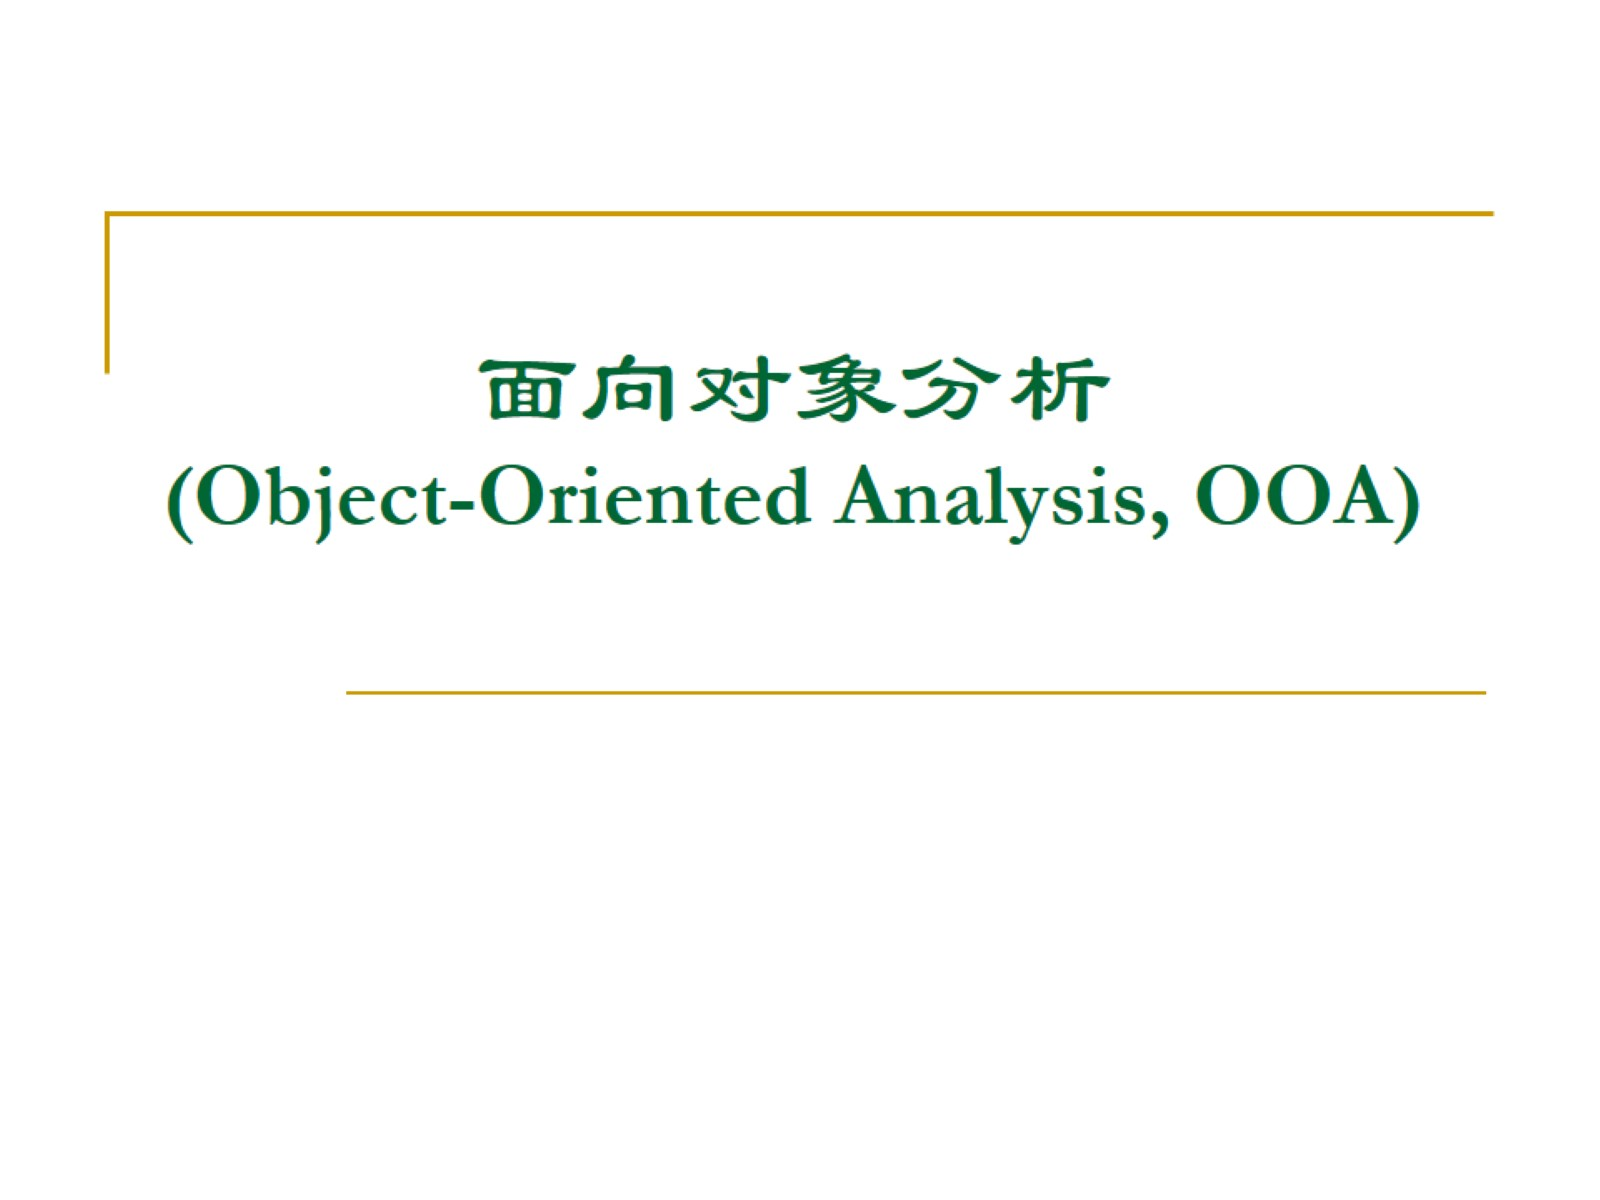 面向对象分析
(Object-Oriented Analysis, OOA)